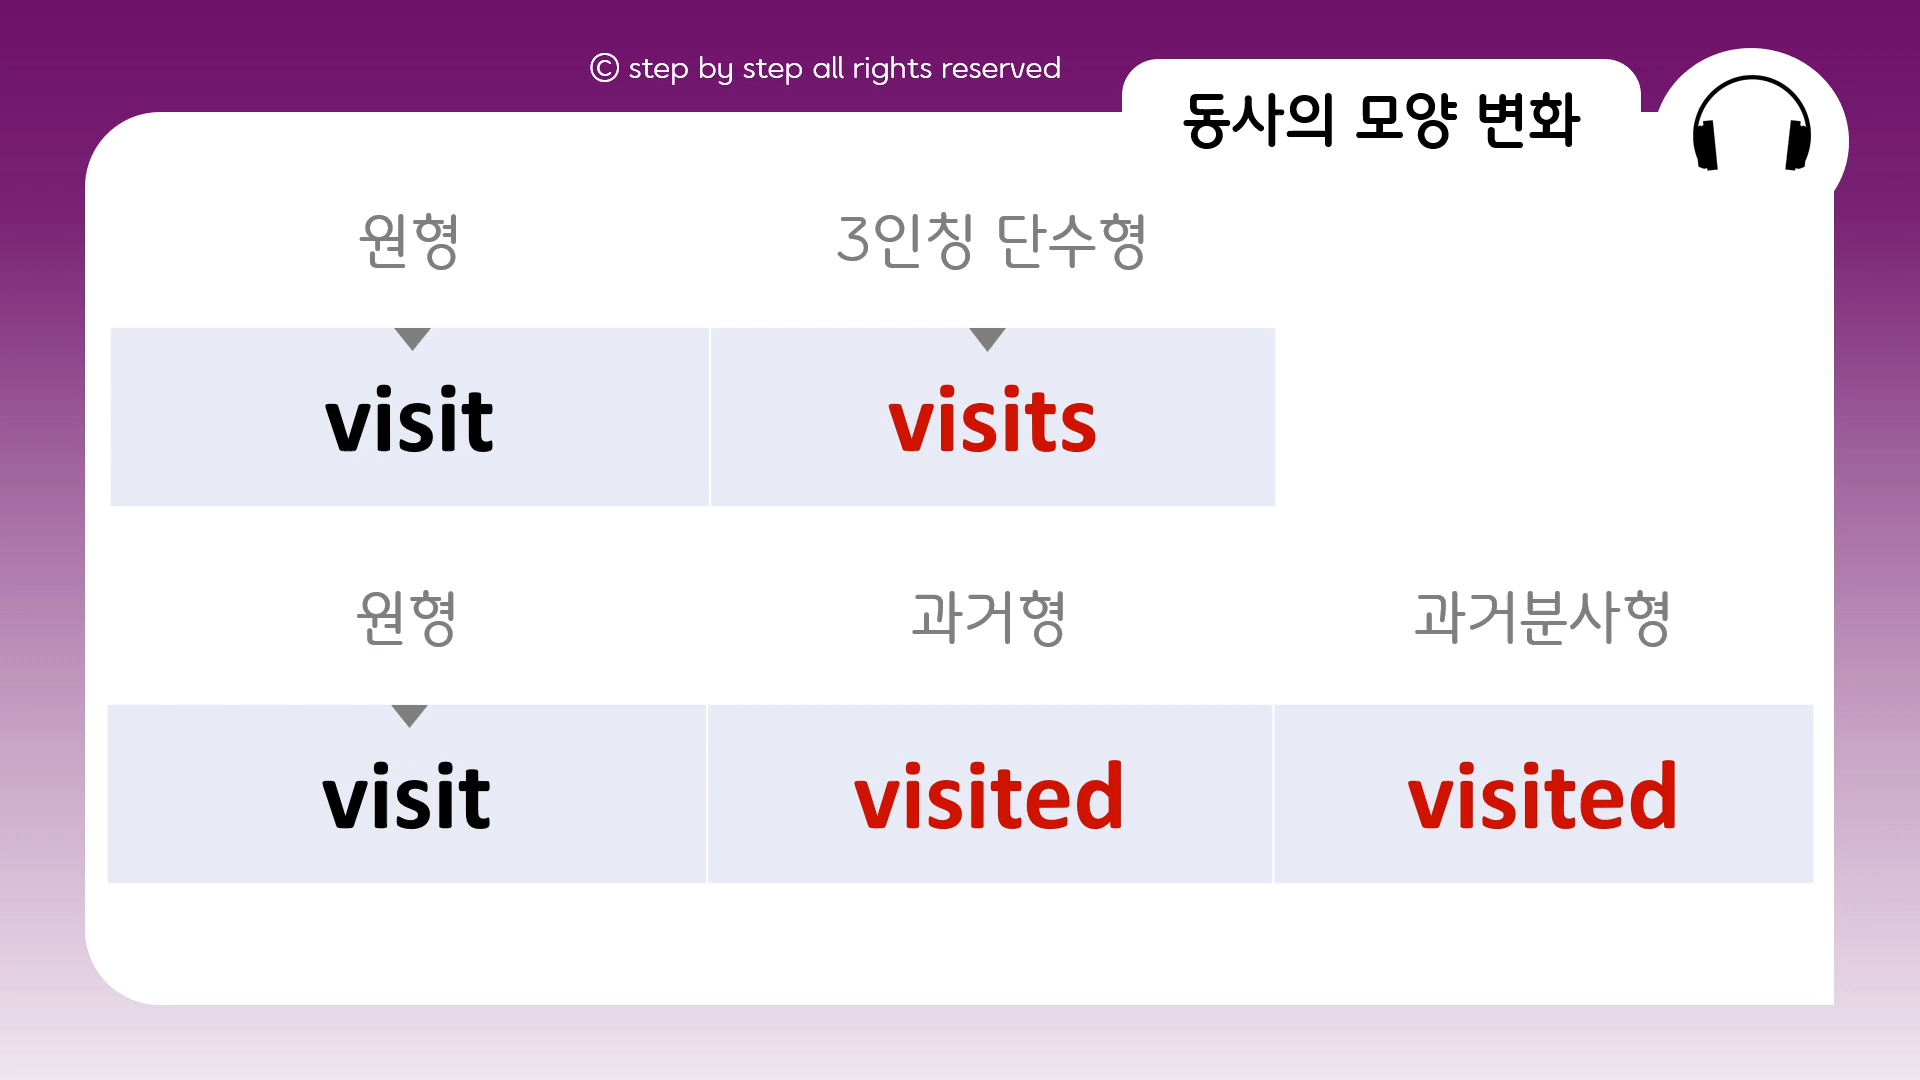 © step by step all rights reserved
동사의 모양 변화
원형 3인칭 단수형
visit visits
원형 과거형 과거분사형
visit visited visited